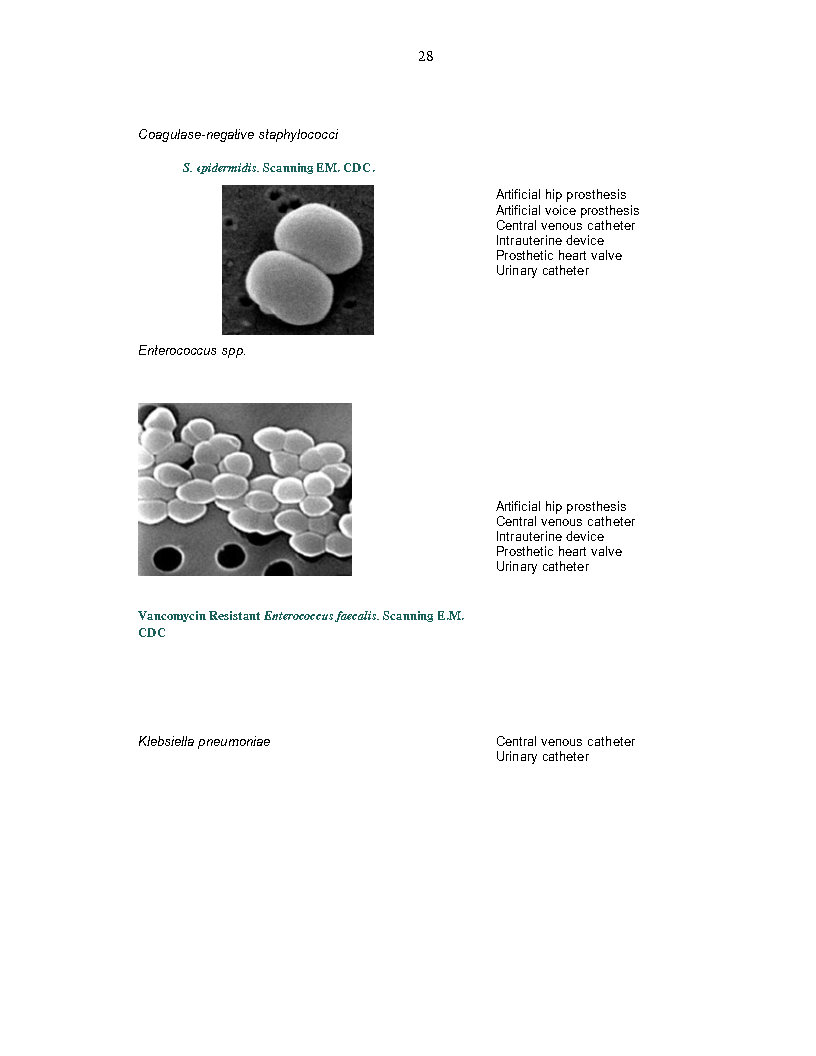 28
Coagulase-negative staphylococci
S. epidermidis. Scanning EM. CDC.
Artificial hip prosthesis
Artificial voice prosthesis
Central venous catheter
Intrauterine device
Prosthetic heart valve
Urinary catheter
Enterococcus spp.
Artificial hip prosthesis
Central venous catheter
Intrauterine device
Prosthetic heart valve
Urinary catheter
Vancomycin Resistant Enterococcus faecalis. Scanning E.M.
CDC
Klebsiella pneumoniae
Central venous catheter
Urinary catheter